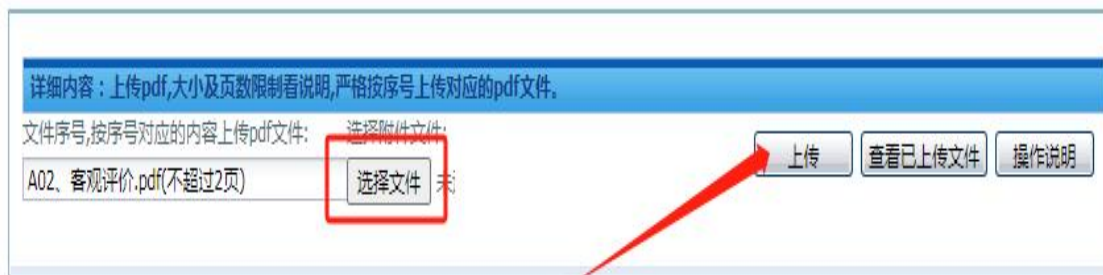 详细内容：上传pdf,大小及页数限制看说明,严格按序号上传对应的pdf文件。
文件序号,按序号对应的内容上传pdf文件: 选择附件文件:
上传 查看已上传文件 操作说明
A02、客观评价.pdf(不超过2页) 选择文件 未